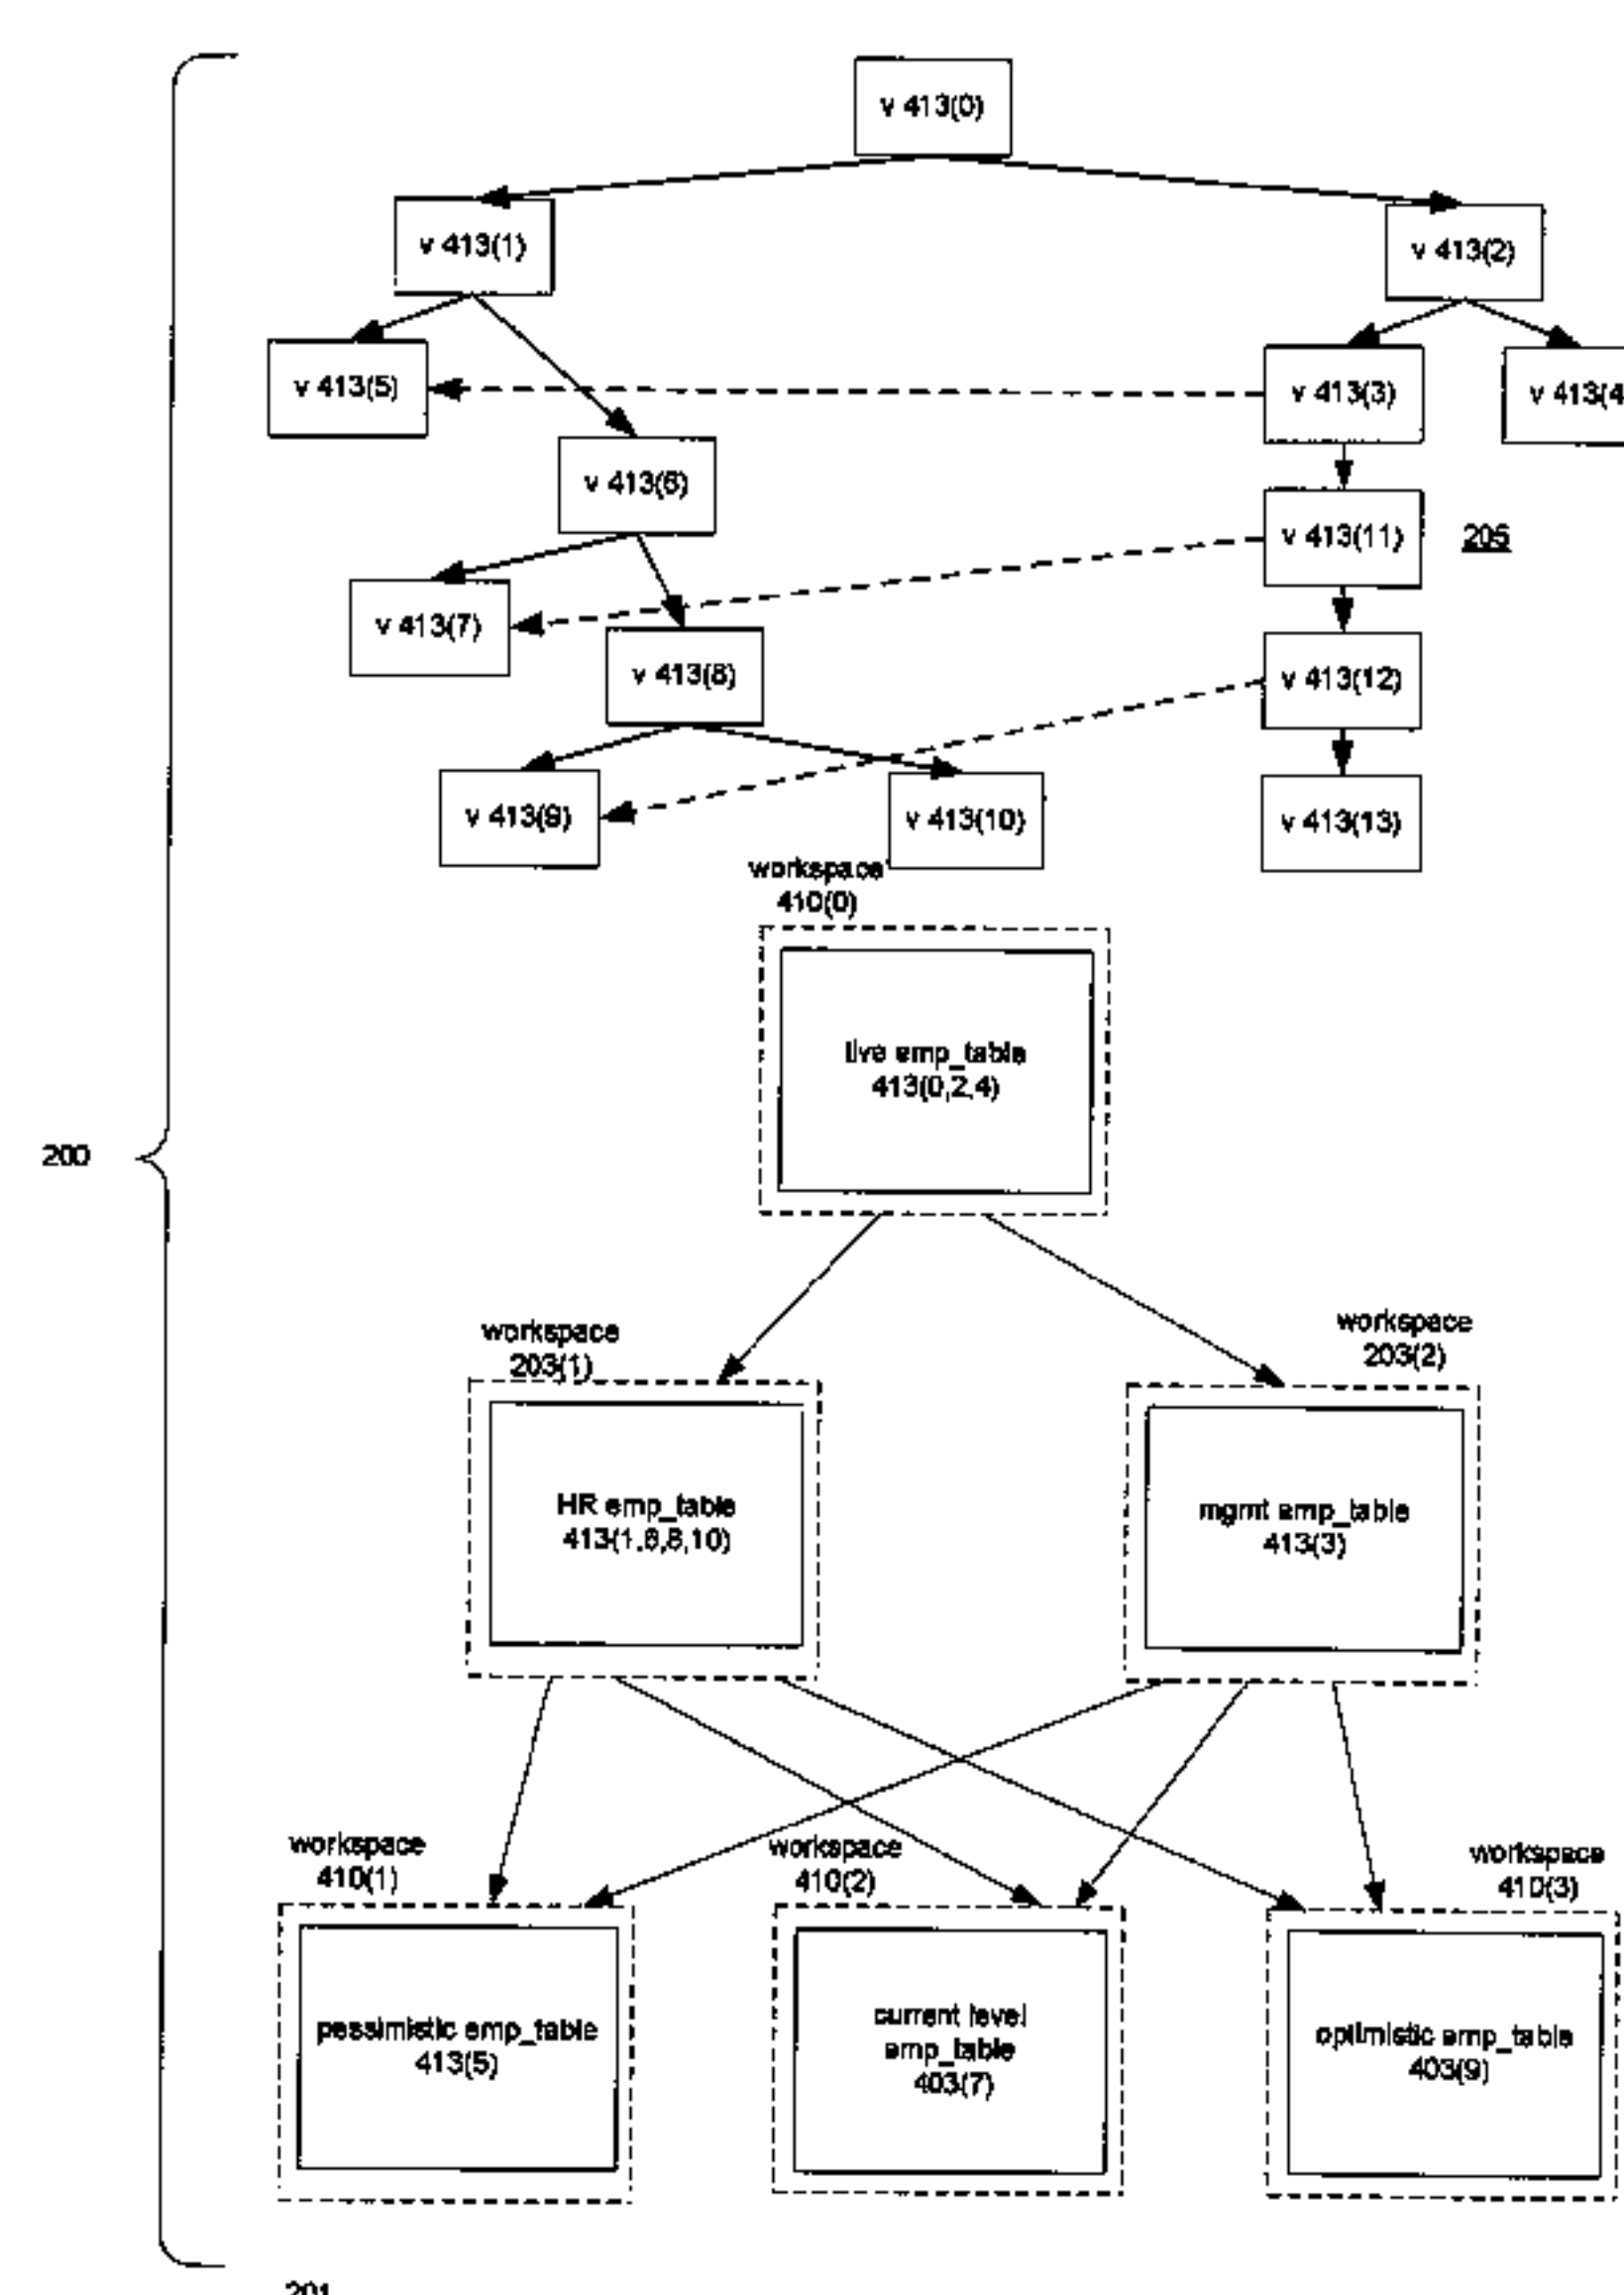 v 413(0)
v 413(1)
v 413(2)
v 413(5)
v 413(3)
v 413(4
v 413(6)
v 413(11)
205
v 413(7)
v 413(8)
v 413(12)
v 413(9)
v 413(10)
v 413(13)
workspace
410(0)
live emp_table
413(0,2,4)
200
workspace
203(1)
workspace
203(2)
HR emp_table
413(1,6,8,10)
mgmt emp_table
413(3)
workspace
410(1)
workspace
410(2)
workspace
410(3)
pessimistic emp_table
413(5)
current level
emp_table
403(7)
optimistic emp_table
403(9)
201